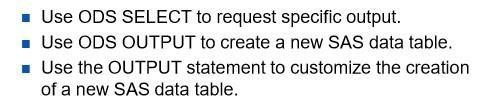 Use ODS SELECT to request specific output.
Use ODS OUTPUT to create a new SAS data table.
Use the OUTPUT statement to customize the creation
of a new SAS data table.